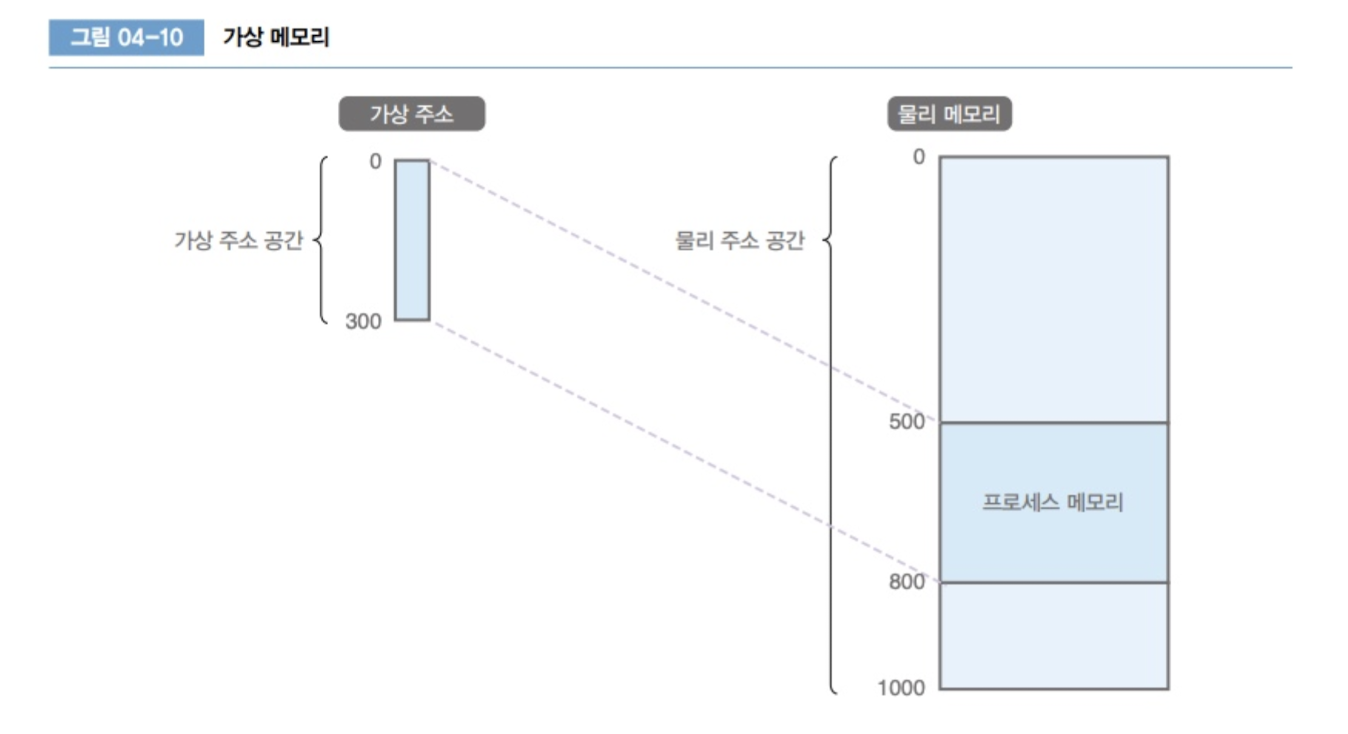 그림 04-10 가상 메모리
가상 주소
물리 메모리
0
0
가상 주소 공간
물리 주소 공간
300
500
프로세스 메모리
800
1000